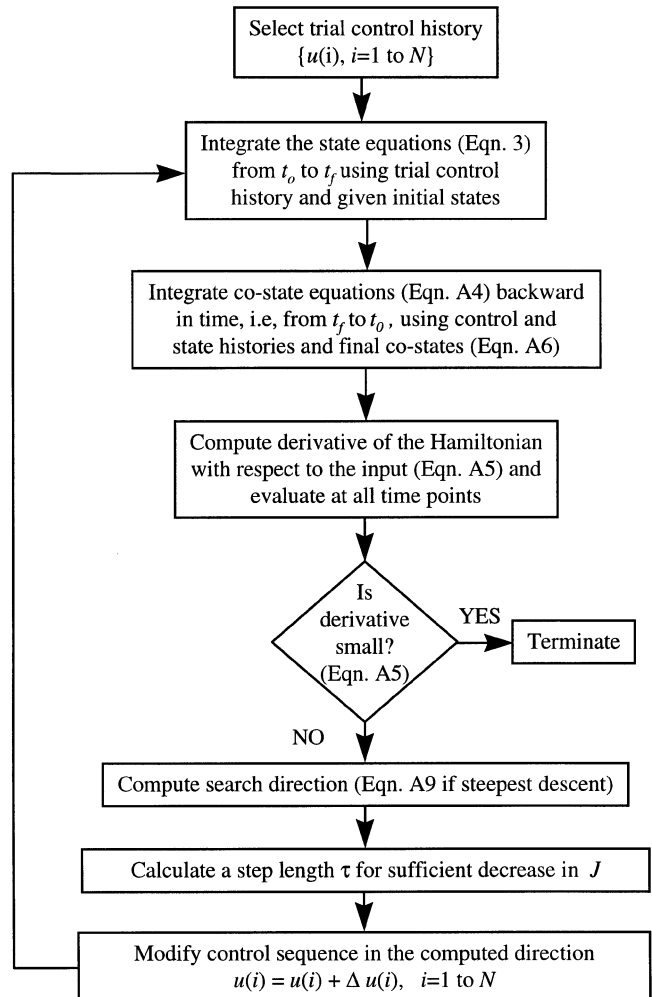 Select trial control history
{u(i), i=1 to N}
Integrate the state equations (Eqn. 3)
from t_o to t_f using trial control
history and given initial states
Integrate co-state equations (Eqn. A4) backward
in time, i.e, from t_f to t_0 , using control and
state histories and final co-states (Eqn. A6)
Compute derivative of the Hamiltonian
with respect to the input (Eqn. A5) and
evaluate at all time points
Is
derivative
small?
(Eqn. A5)
YES
Terminate
NO
Compute search direction (Eqn. A9 if steepest descent)
Calculate a step length τ for sufficient decrease in J
Modify control sequence in the computed direction
u(i) = u(i) + Δ u(i), i=1 to N